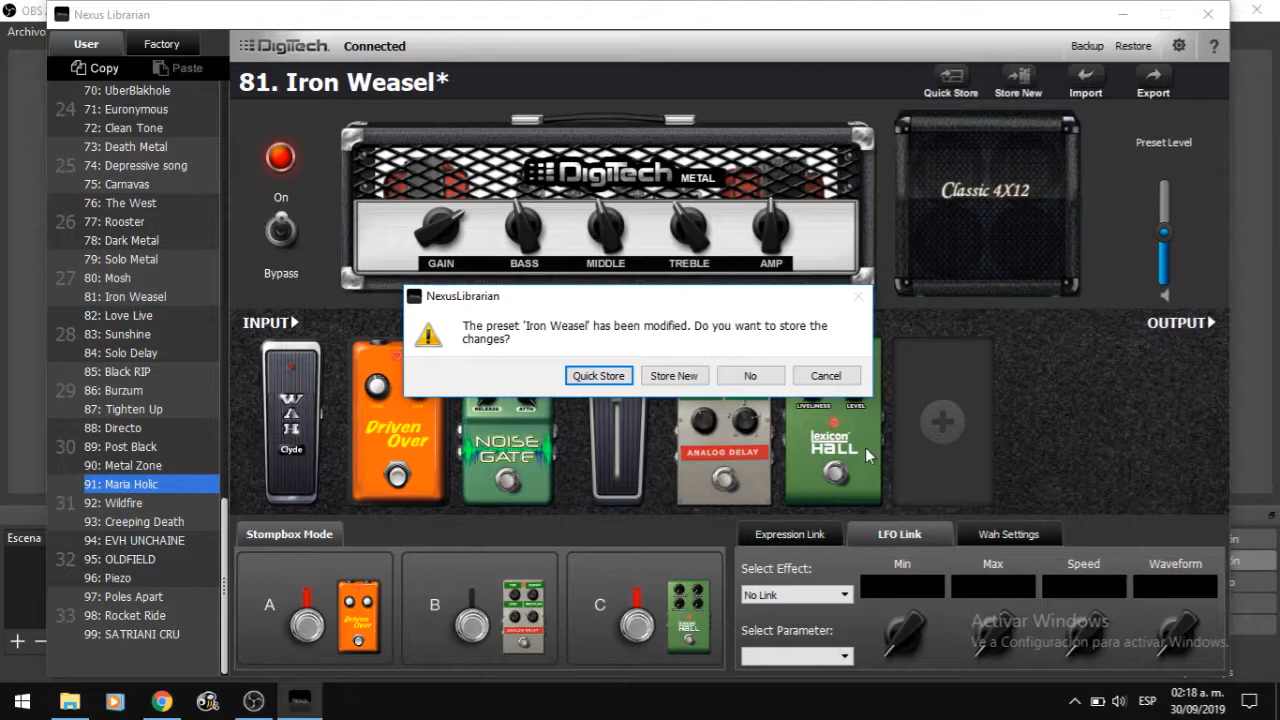 OBS
Archivo
Nexus Librarian
User
Factory
DigiTech
Connected
Backup
Restore
?
Copy
Paste
81. Iron Weasel*
Quick Store
Store New
Import
Export
70: UberBlakhole
24
71: Euronymous
72: Clean Tone
73: Death Metal
25
74: Depressive song
75: Carnavas
76: The West
26
77: Rooster
78: Dark Metal
79: Solo Metal
27
80: Mosh
81: Iron Weasel
82: Love Live
28
83: Sunshine
84: Solo Delay
85: Black RIP
29
86: Burzum
87: Tighten Up
88: Directo
30
89: Post Black
90: Metal Zone
91: Maria Holic
31
92: Wildfire
93: Creeping Death
94: EVH UNCHAINE
32
95: OLDFIELD
96: Piezo
97: Poles Apart
33
98: Rocket Ride
99: SATRIANI CRU
On
Bypass
DigiTech METAL
GAIN BASS MIDDLE TREBLE AMP
Classic 4X12
Preset Level
INPUT
OUTPUT
NexusLibrarian
The preset 'Iron Weasel' has been modified. Do you want to store the
changes?
Quick Store
Store New
No
Cancel
WAH
Clyde
Driven
Over
RELEASE ATTN
NOISE
GATE
ANALOG DELAY
LIVELINESS LEVEL
lexicon
HALL
Stompbox Mode
A
Driven
Over
B
ANALOG DELAY
C
Expression Link
LFO Link
Wah Settings
Select Effect:
No Link
Select Parameter:
Min
Max
Speed
Waveform
Activar Windows
Ve a Configuración para activar Windows.
Escena
ESP
02:18 a. m.
30/09/2019